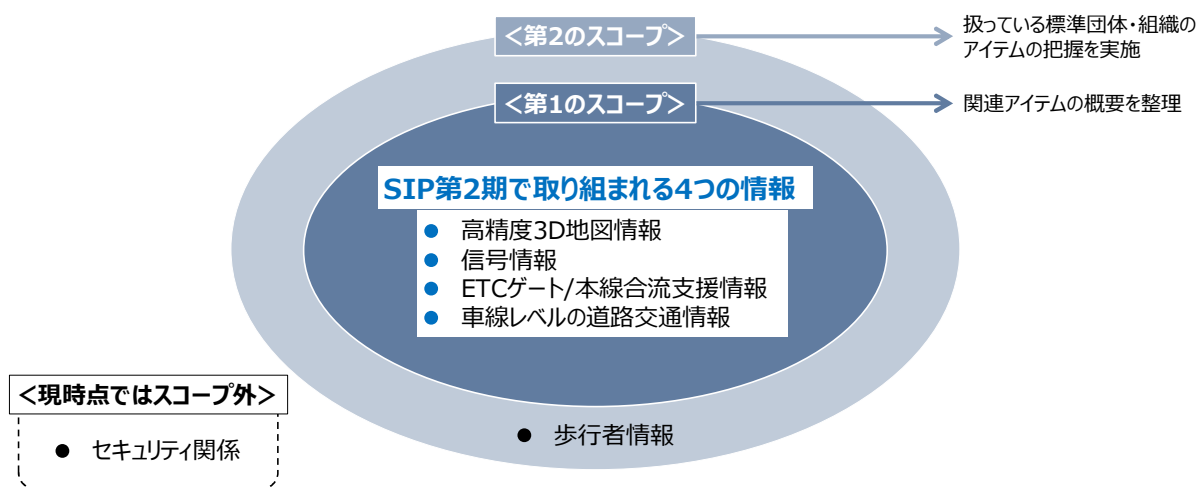 ＜第2のスコープ＞
扱っている標準団体・組織の
アイテムの把握を実施
＜第1のスコープ＞
関連アイテムの概要を整理
SIP第2期で取り組まれる4つの情報
● 高精度3D地図情報
● 信号情報
● ETCゲート/本線合流支援情報
● 車線レベルの道路交通情報
＜現時点ではスコープ外＞
● セキュリティ関係
● 歩行者情報